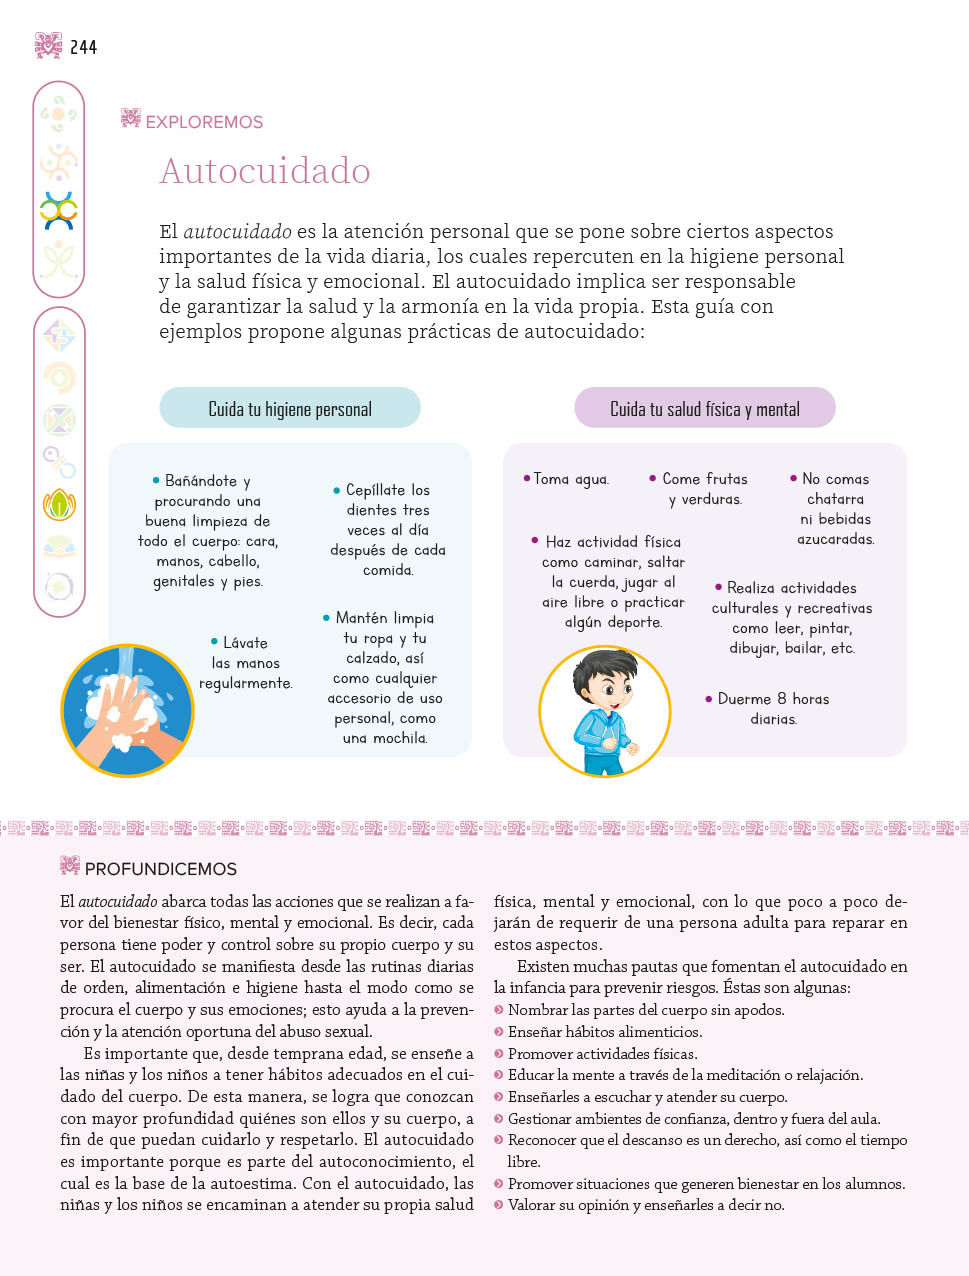 244
EXPLOREMOS
Autocuidado
El autocuidado es la atención personal que se pone sobre ciertos aspectos
importantes de la vida diaria, los cuales repercuten en la higiene personal
y la salud física y emocional. El autocuidado implica ser responsable
de garantizar la salud y la armonía en la vida propia. Esta guía con
ejemplos propone algunas prácticas de autocuidado:
Cuida tu higiene personal
• Bañándote y
procurando una
buena limpieza de
todo el cuerpo: cara,
manos, cabello,
genitales y pies.
• Cepíllate los
dientes tres
veces al día
después de cada
comida.
• Lávate
las manos
regularmente.
• Mantén limpia
tu ropa y tu
calzado, así
como cualquier
accesorio de uso
personal, como
una mochila.
Cuida tu salud física y mental
• Toma agua.
• Come frutas
y verduras.
• No comas
chatarra
ni bebidas
azucaradas.
• Haz actividad física
como caminar, saltar
la cuerda, jugar al
aire libre o practicar
algún deporte.
• Realiza actividades
culturales y recreativas
como leer, pintar,
dibujar, bailar, etc.
• Duerme 8 horas
diarias.
PROFUNDICEMOS
El autocuidado abarca todas las acciones que se realizan a fa-
vor del bienestar físico, mental y emocional. Es decir, cada
persona tiene poder y control sobre su propio cuerpo y su
ser. El autocuidado se manifiesta desde las rutinas diarias
de orden, alimentación e higiene hasta el modo como se
procura el cuerpo y sus emociones; esto ayuda a la preven-
ción y la atención oportuna del abuso sexual.
Es importante que, desde temprana edad, se enseñe a
las niñas y los niños a tener hábitos adecuados en el cui-
dado del cuerpo. De esta manera, se logra que conozcan
con mayor profundidad quiénes son ellos y su cuerpo, a
fin de que puedan cuidarlo y respetarlo. El autocuidado
es importante porque es parte del autoconocimiento, el
cual es la base de la autoestima. Con el autocuidado, las
niñas y los niños se encaminan a atender su propia salud
física, mental y emocional, con lo que poco a poco de-
jarán de requerir de una persona adulta para reparar en
estos aspectos.
Existen muchas pautas que fomentan el autocuidado en
la infancia para prevenir riesgos. Éstas son algunas:
Nombrar las partes del cuerpo sin apodos.
Enseñar hábitos alimenticios.
Promover actividades físicas.
Educar la mente a través de la meditación o relajación.
Enseñarles a escuchar y atender su cuerpo.
Gestionar ambientes de confianza, dentro y fuera del aula.
Reconocer que el descanso es un derecho, así como el tiempo
libre.
Promover situaciones que generen bienestar en los alumnos.
Valorar su opinión y enseñarles a decir no.